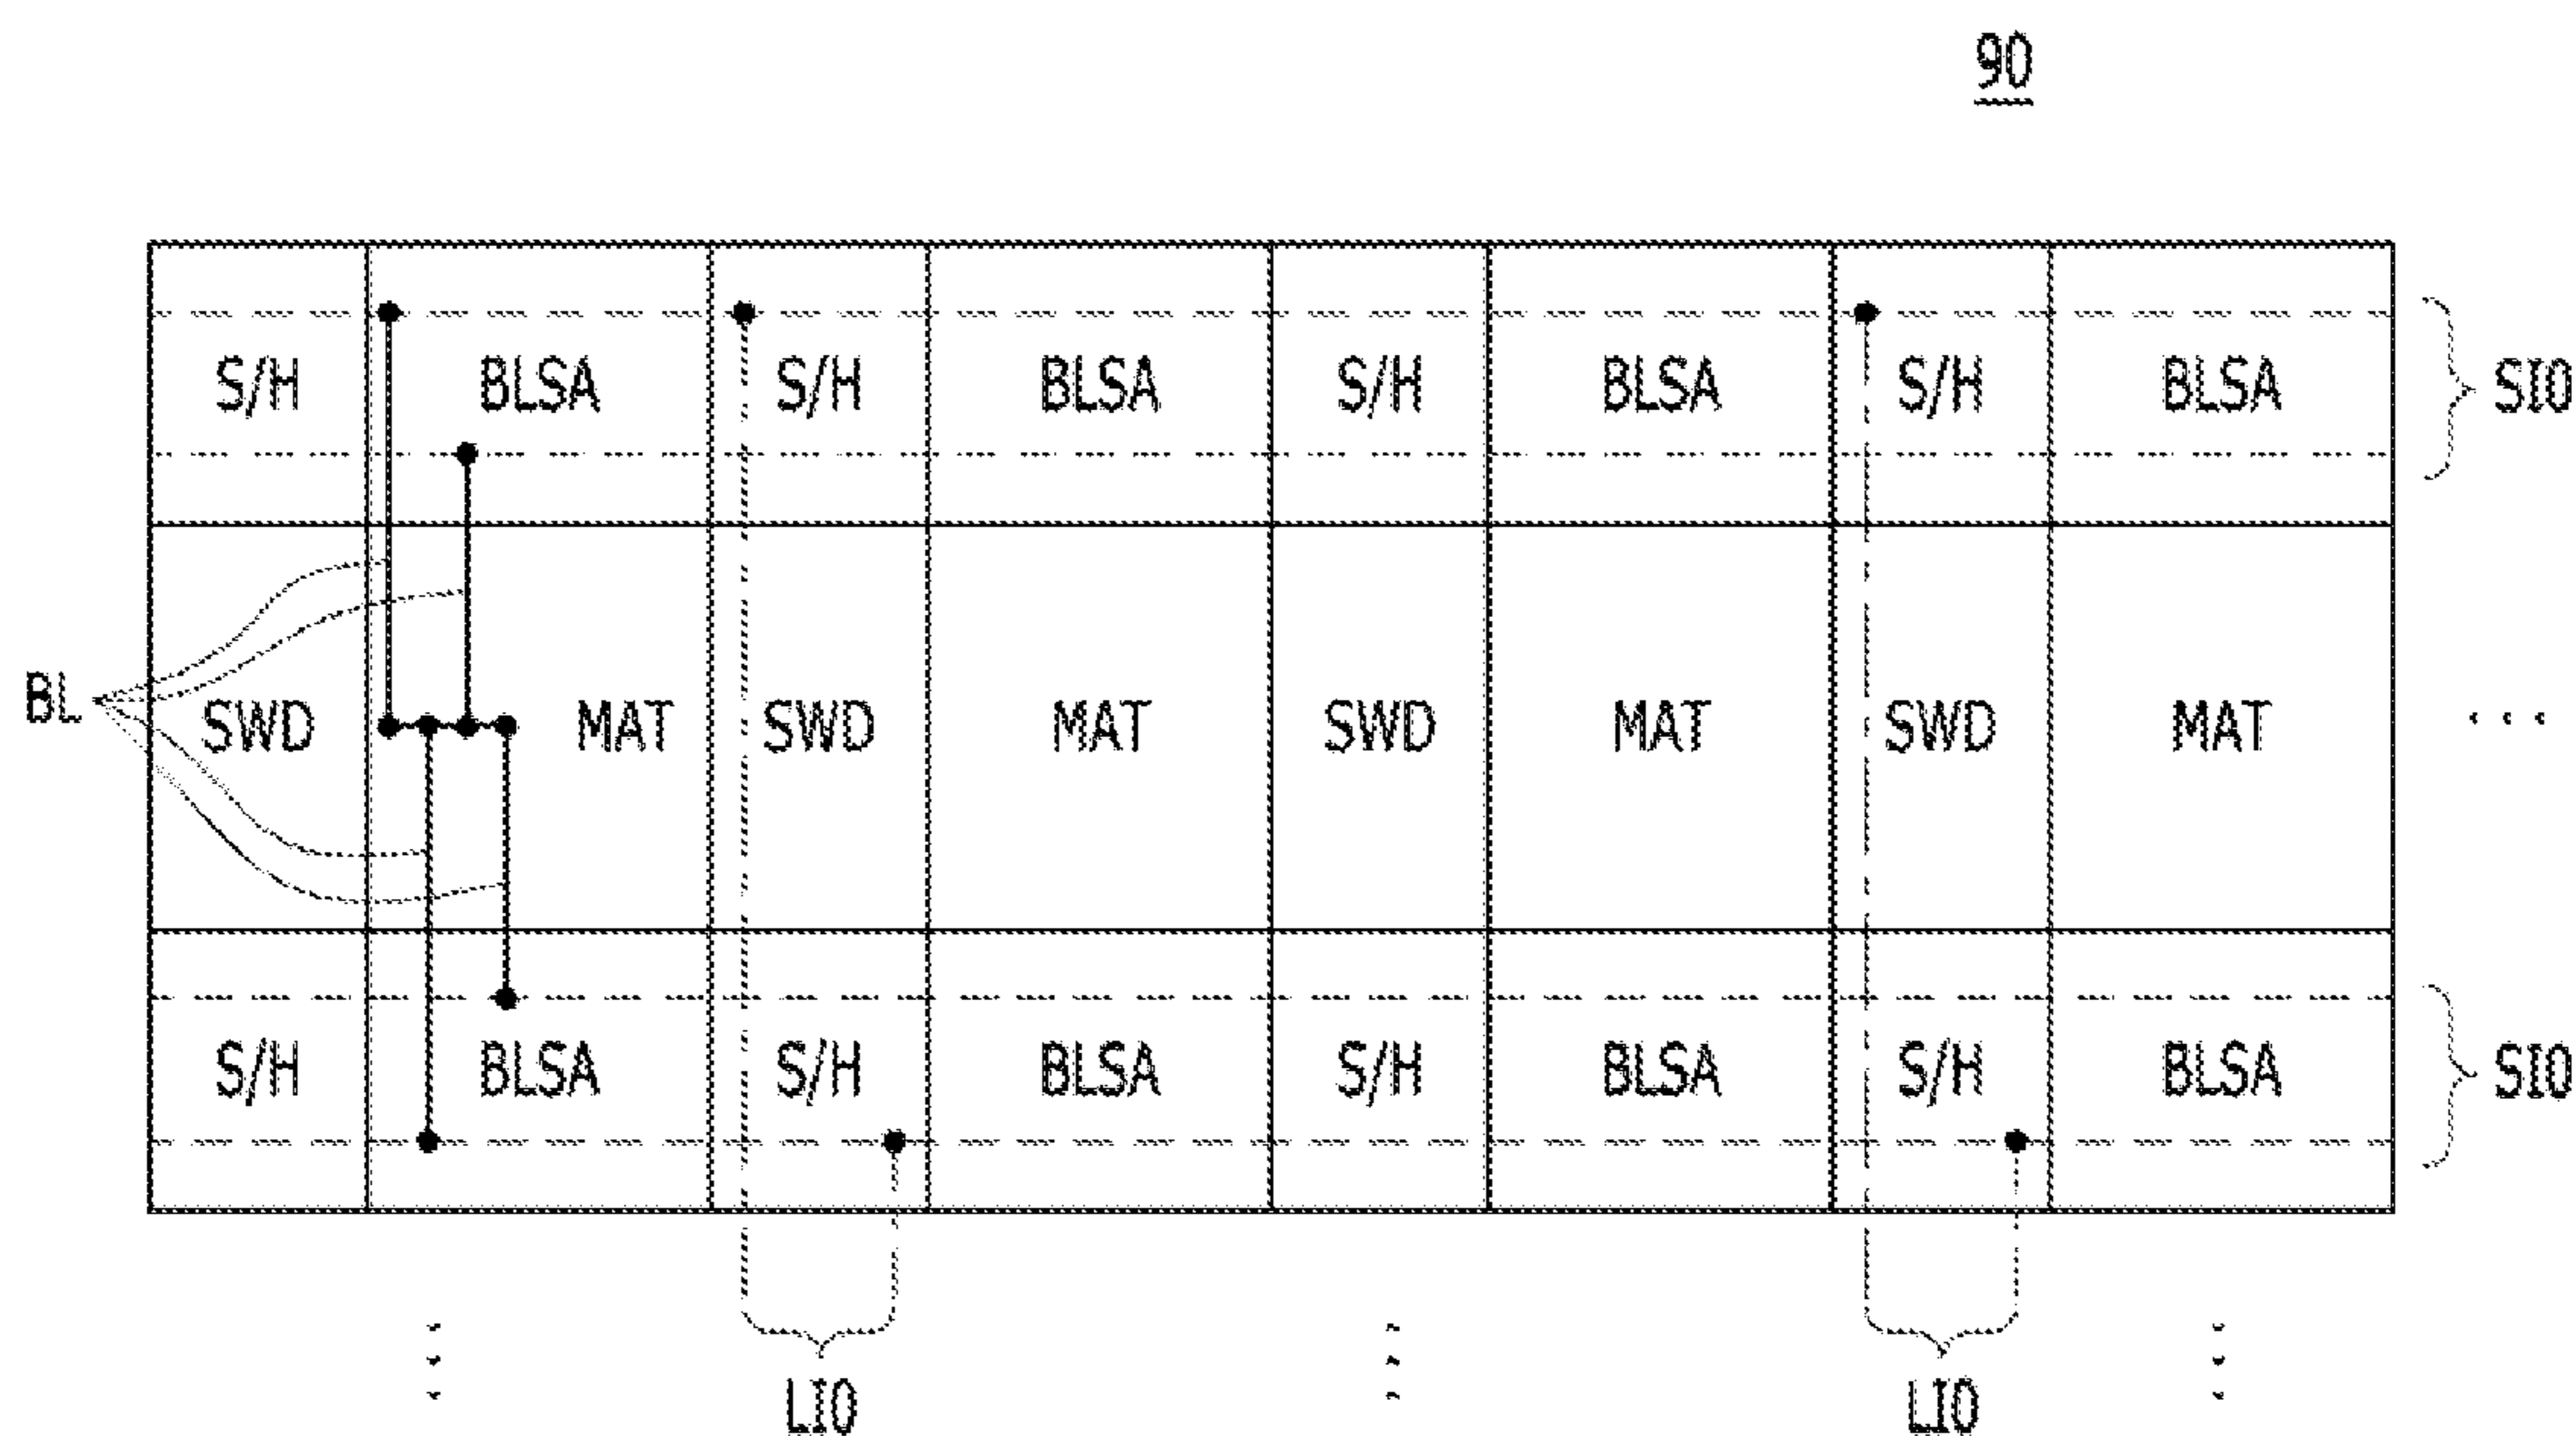 90
S/H BLSA S/H BLSA S/H BLSA S/H BLSA SIO
BL SWD MAT SWD MAT SWD MAT SWD MAT ...
S/H BLSA S/H BLSA S/H BLSA S/H BLSA SIO
LIO LIO